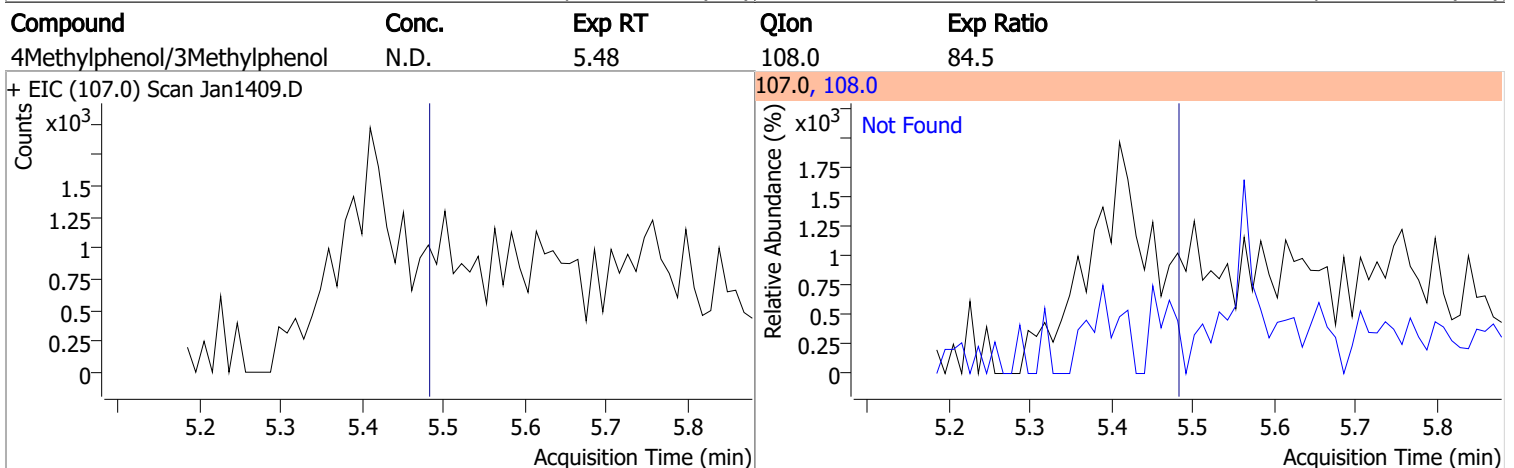 Compound Conc. Exp RT QIon Exp Ratio
4Methylphenol/3Methylphenol N.D. 5.48 108.0 84.5
+ EIC (107.0) Scan Jan1409.D
Counts
x10³
1.5
1.25
1
0.75
0.5
0.25
0
5.2 5.3 5.4 5.5 5.6 5.7 5.8
Acquisition Time (min)
107.0, 108.0
Relative Abundance (%)
x10³
Not Found
1.75
1.5
1.25
1
0.75
0.5
0.25
0
5.2 5.3 5.4 5.5 5.6 5.7 5.8
Acquisition Time (min)